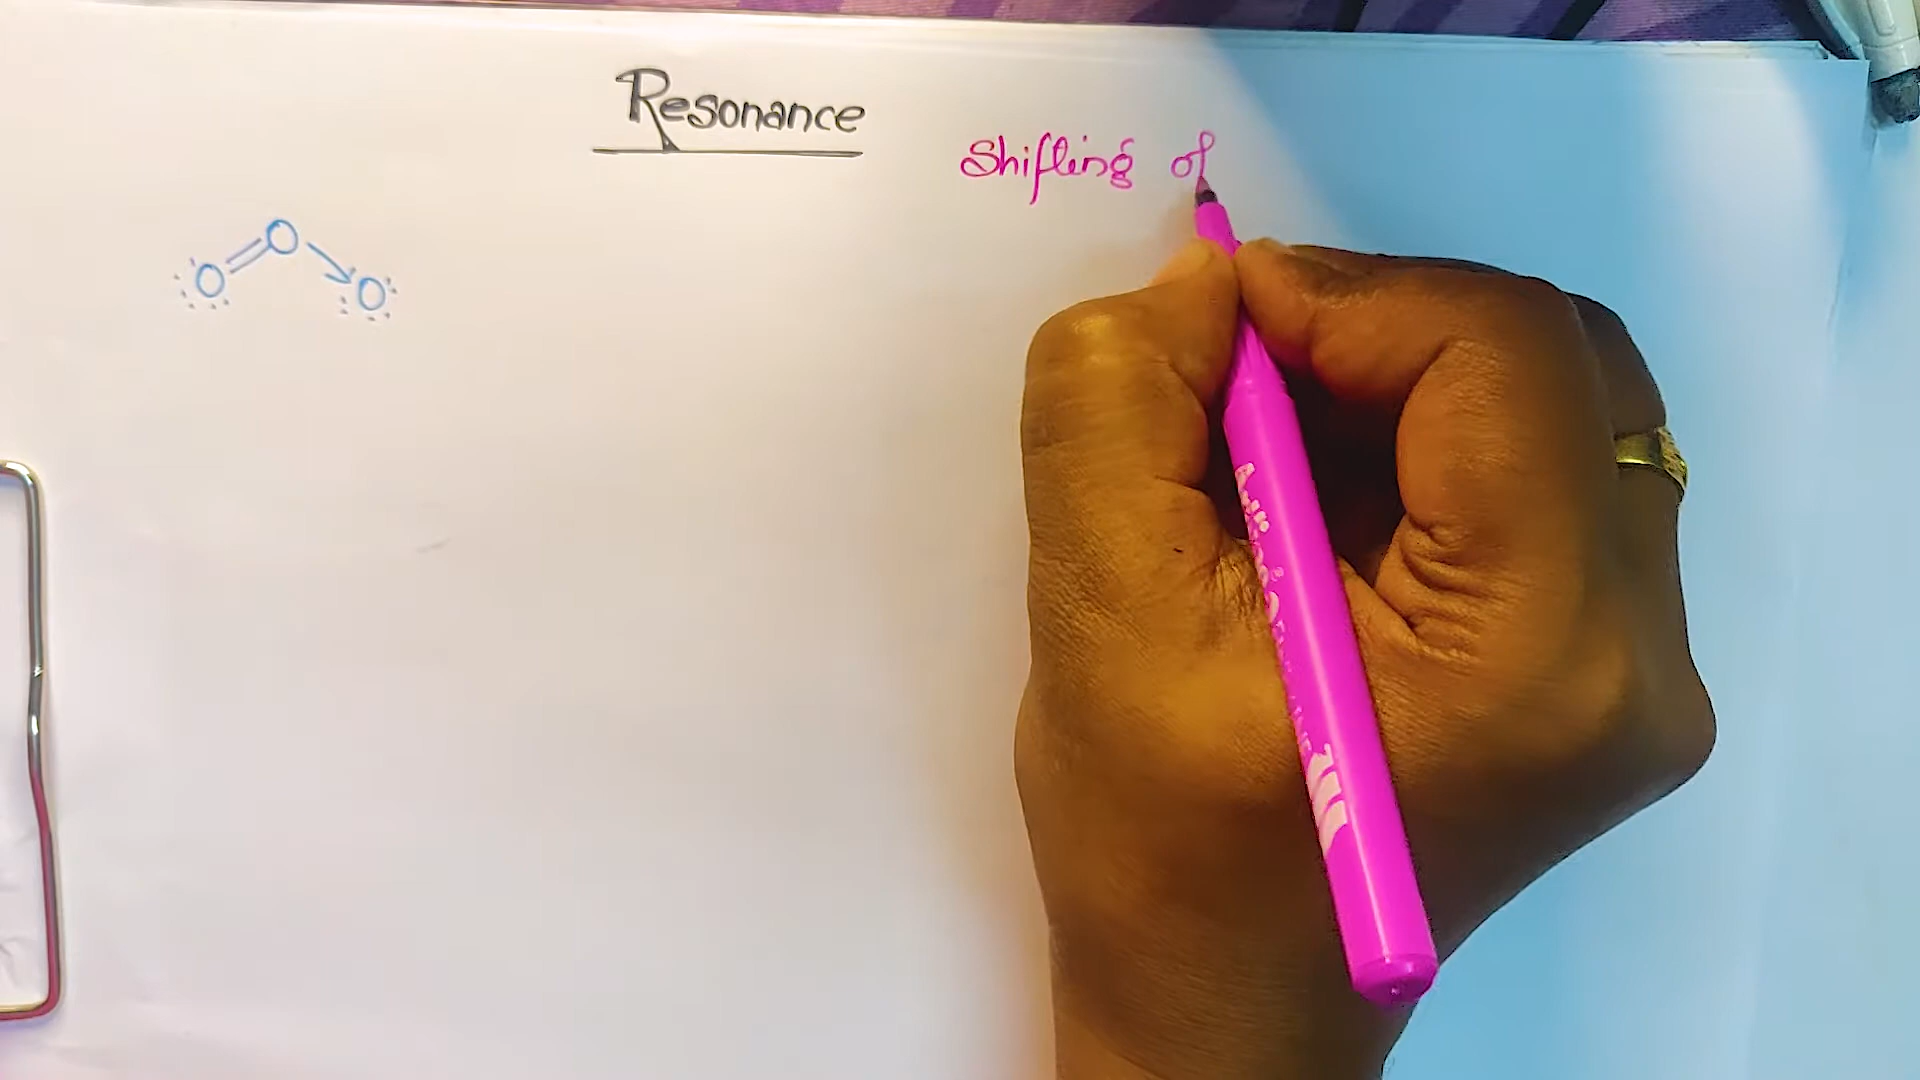 Resonance
Shifting of
O = O → O